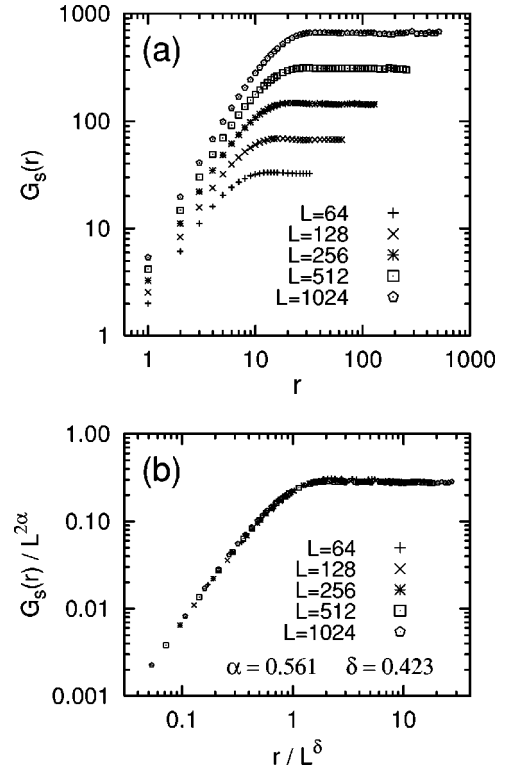 (a)
1000
100
10
1
G_s(r)
L=64 +
L=128 ×
L=256 ∗
L=512 ⊡
L=1024 ⌂
1 10 100 1000
r
(b)
1.00
0.10
0.01
0.001
G_s(r) / L^{2α}
L=64 +
L=128 ×
L=256 ∗
L=512 ⊡
L=1024 ⌂
α = 0.561 δ = 0.423
0.1 1 10
r / L^δ